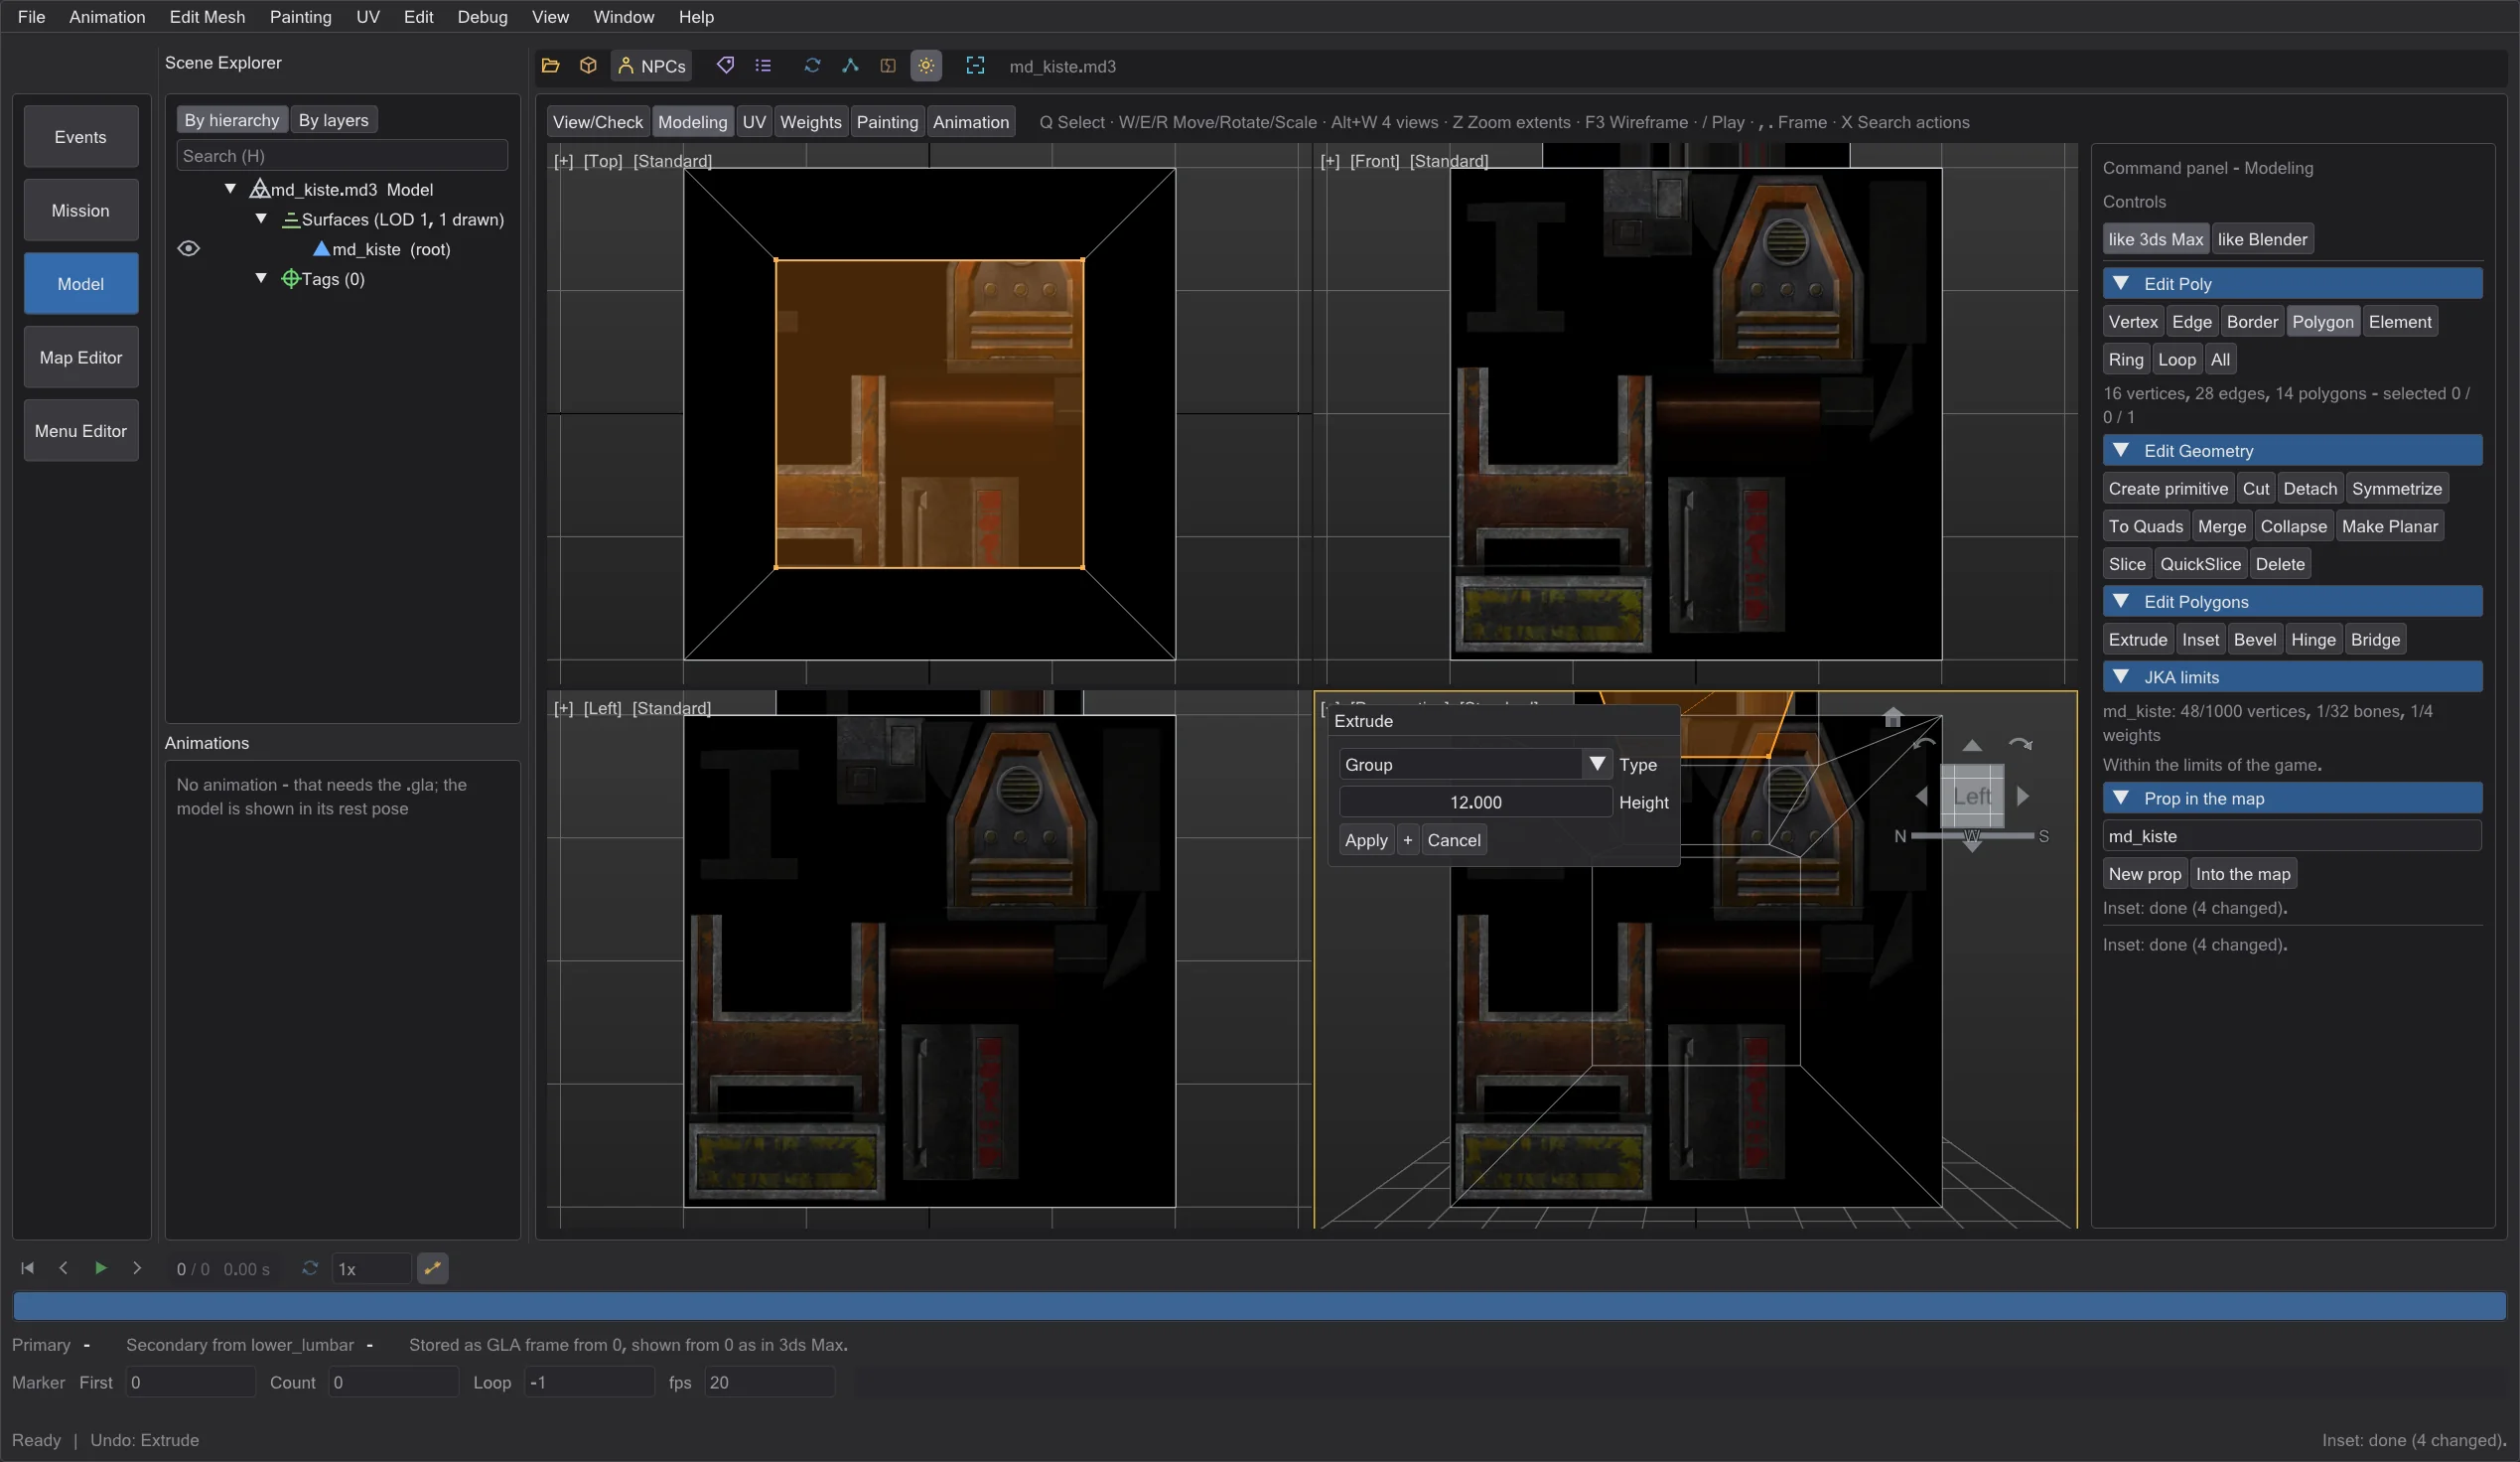 File Animation Edit Mesh Painting UV Edit Debug View Window Help
Scene Explorer
NPCs md_kiste.md3
Events
Mission
Model
Map Editor
Menu Editor
By hierarchy By layers
Search (H)
md_kiste.md3 Model
Surfaces (LOD 1, 1 drawn)
md_kiste (root)
Tags (0)
Animations
No animation - that needs the .gla; the
model is shown in its rest pose
View/Check Modeling UV Weights Painting Animation Q Select · W/E/R Move/Rotate/Scale · Alt+W 4 views · Z Zoom extents · F3 Wireframe · / Play · , . Frame · X Search actions
[+] [Top] [Standard]
[+] [Front] [Standard]
[+] [Left] [Standard]
Extrude
Group Type
12.000 Height
Apply + Cancel
Left
N W S
Command panel - Modeling
Controls
like 3ds Max like Blender
Edit Poly
Vertex Edge Border Polygon Element
Ring Loop All
16 vertices, 28 edges, 14 polygons - selected 0 /
0 / 1
Edit Geometry
Create primitive Cut Detach Symmetrize
To Quads Merge Collapse Make Planar
Slice QuickSlice Delete
Edit Polygons
Extrude Inset Bevel Hinge Bridge
JKA limits
md_kiste: 48/1000 vertices, 1/32 bones, 1/4
weights
Within the limits of the game.
Prop in the map
md_kiste
New prop Into the map
Inset: done (4 changed).
Inset: done (4 changed).
0 / 0 0.00 s 1x
Primary - Secondary from lower_lumbar - Stored as GLA frame from 0, shown from 0 as in 3ds Max.
Marker First 0 Count 0 Loop -1 fps 20
Ready | Undo: Extrude
Inset: done (4 changed).